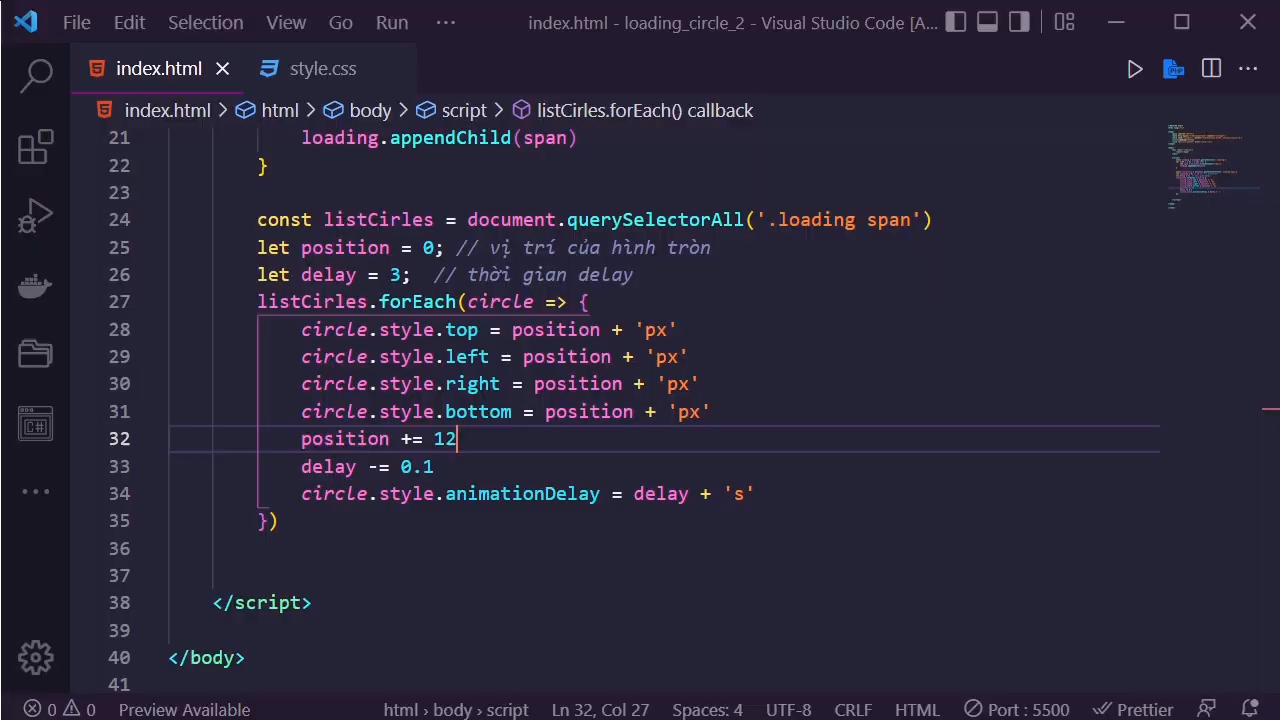 File Edit Selection View Go Run ··· index.html - loading_circle_2 - Visual Studio Code [A...
index.html style.css
index.html > html > body > script > listCirles.forEach() callback
21 loading.appendChild(span)
22 }
23
24 const listCirles = document.querySelectorAll('.loading span')
25 let position = 0; // vị trí của hình tròn
26 let delay = 3; // thời gian delay
27 listCirles.forEach(circle => {
28 circle.style.top = position + 'px'
29 circle.style.left = position + 'px'
30 circle.style.right = position + 'px'
31 circle.style.bottom = position + 'px'
32 position += 12
33 delay -= 0.1
34 circle.style.animationDelay = delay + 's'
35 })
36
37
38 </script>
39
40 </body>
41
0 0 Preview Available html › body › script Ln 32, Col 27 Spaces: 4 UTF-8 CRLF HTML Port : 5500 Prettier